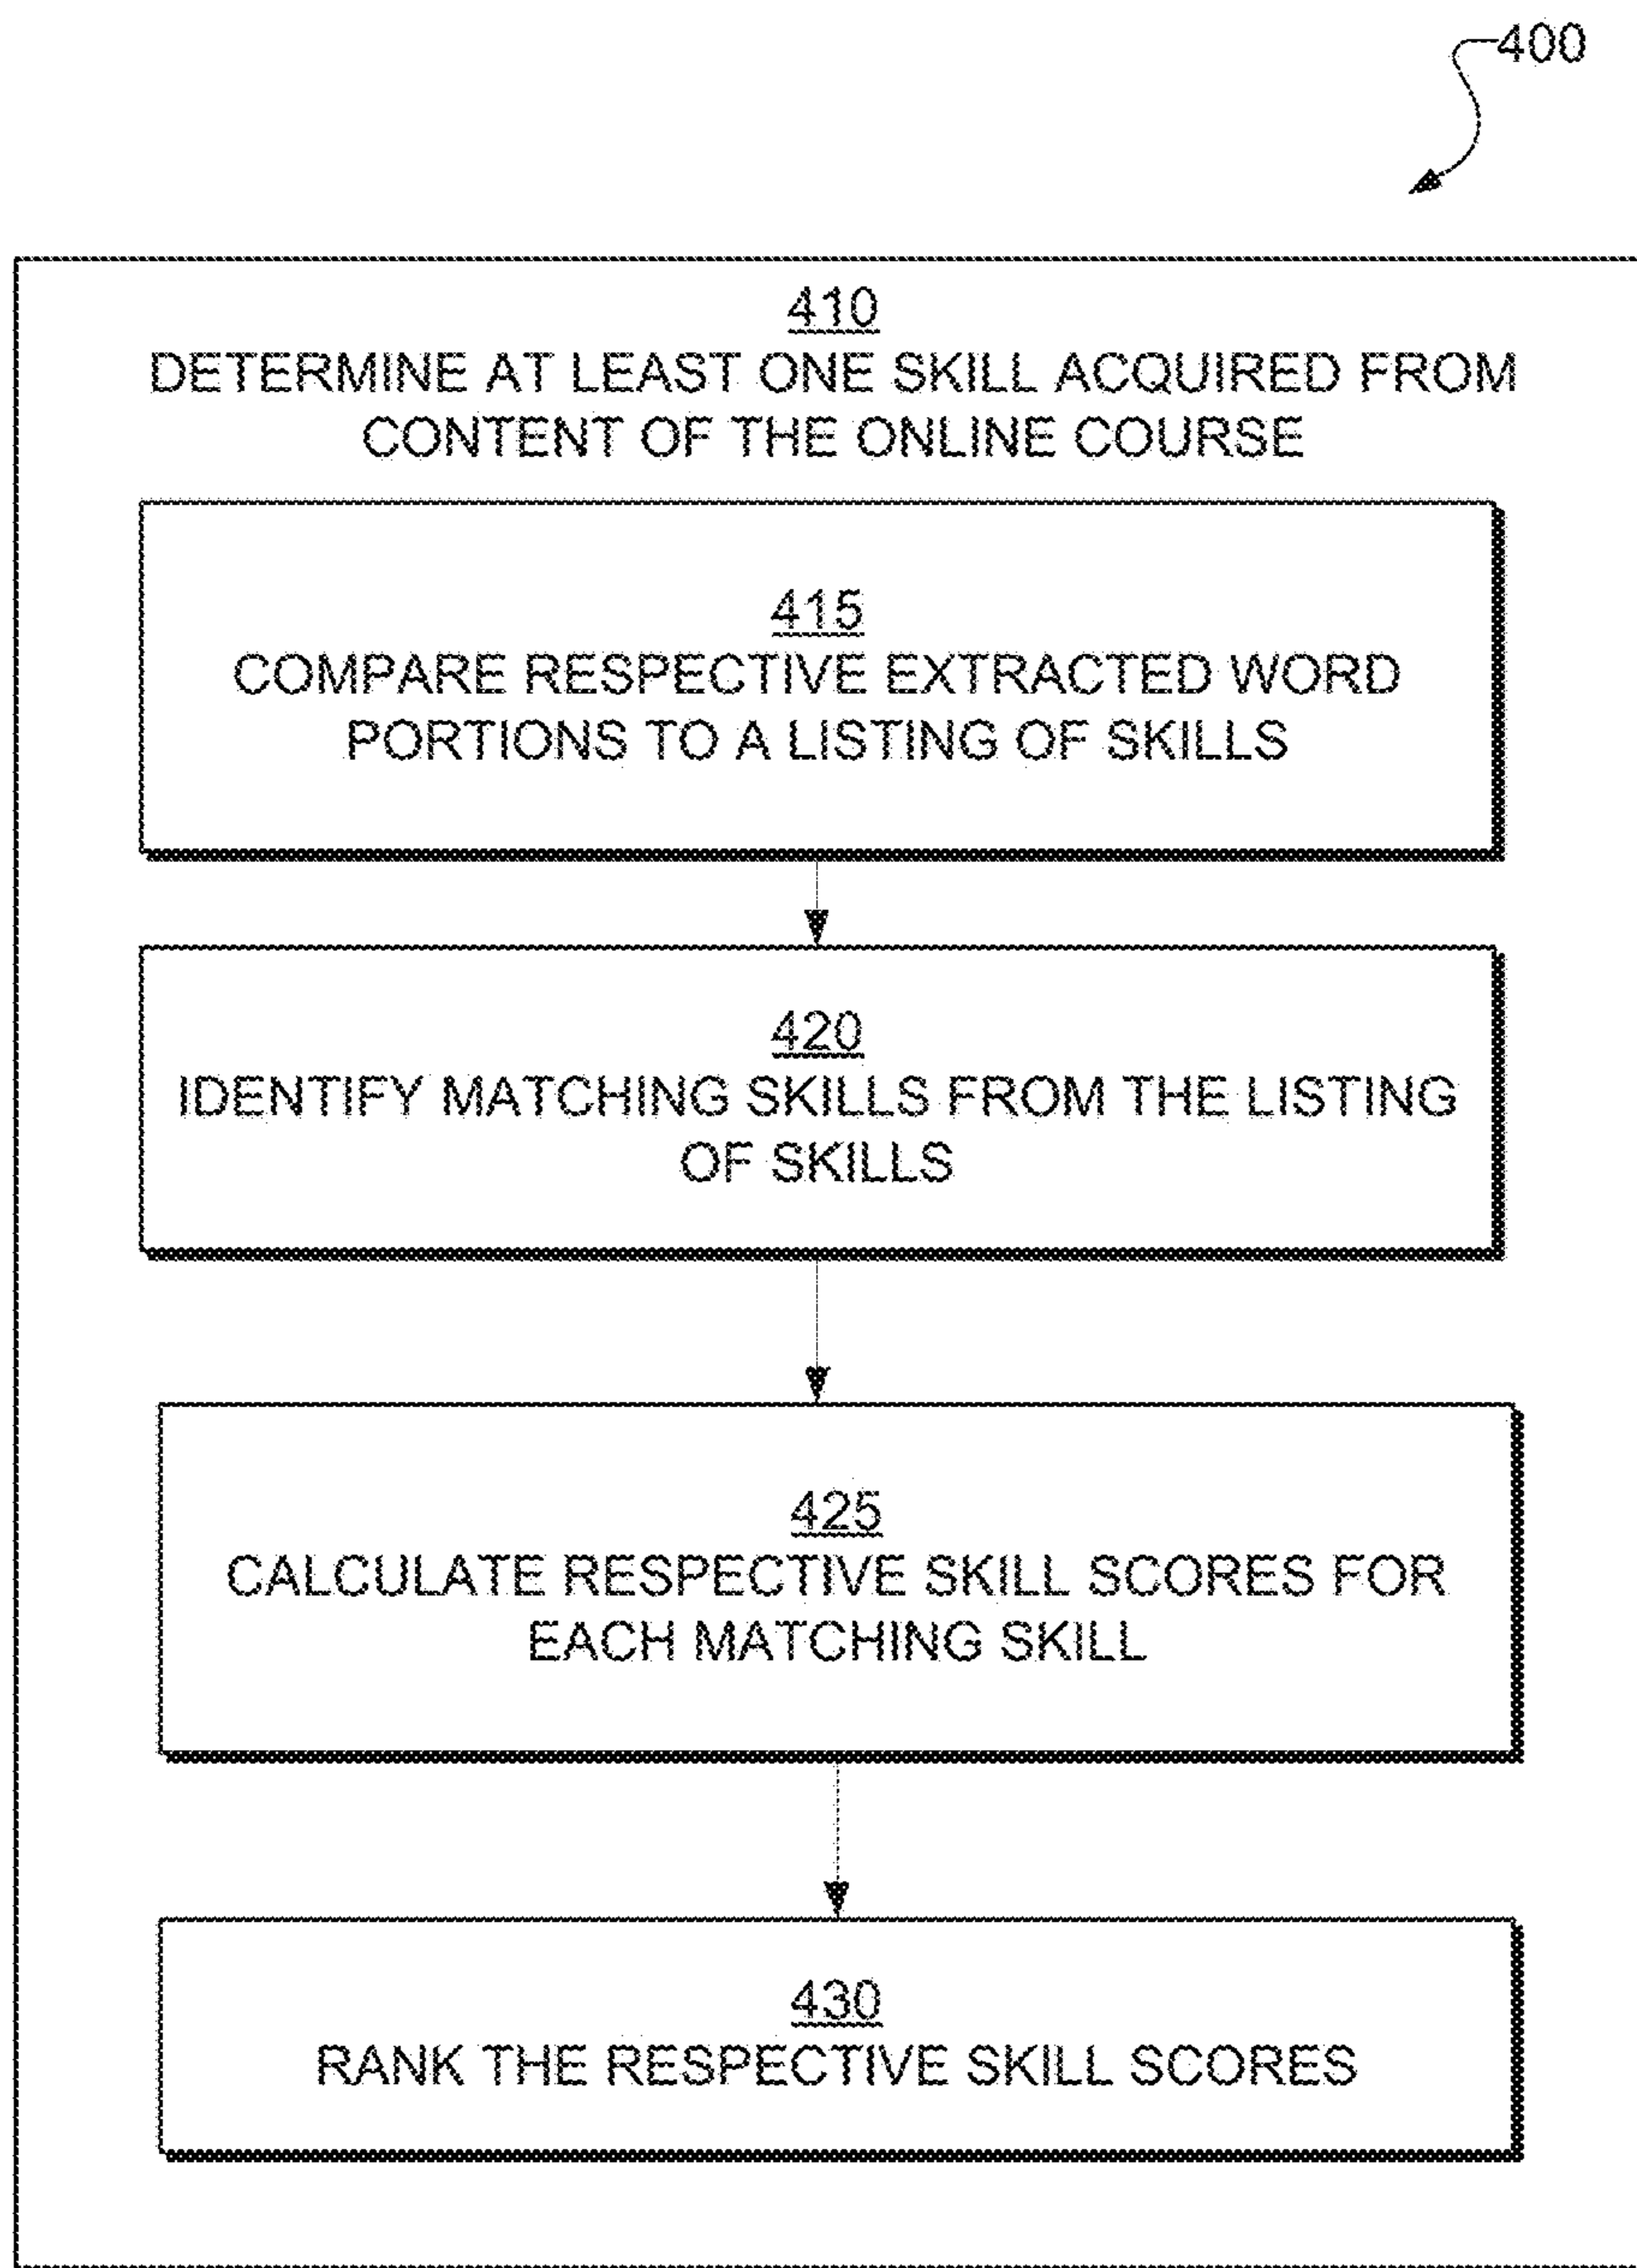 400
410
DETERMINE AT LEAST ONE SKILL ACQUIRED FROM
CONTENT OF THE ONLINE COURSE
415
COMPARE RESPECTIVE EXTRACTED WORD
PORTIONS TO A LISTING OF SKILLS
420
IDENTIFY MATCHING SKILLS FROM THE LISTING
OF SKILLS
425
CALCULATE RESPECTIVE SKILL SCORES FOR
EACH MATCHING SKILL
430
RANK THE RESPECTIVE SKILL SCORES